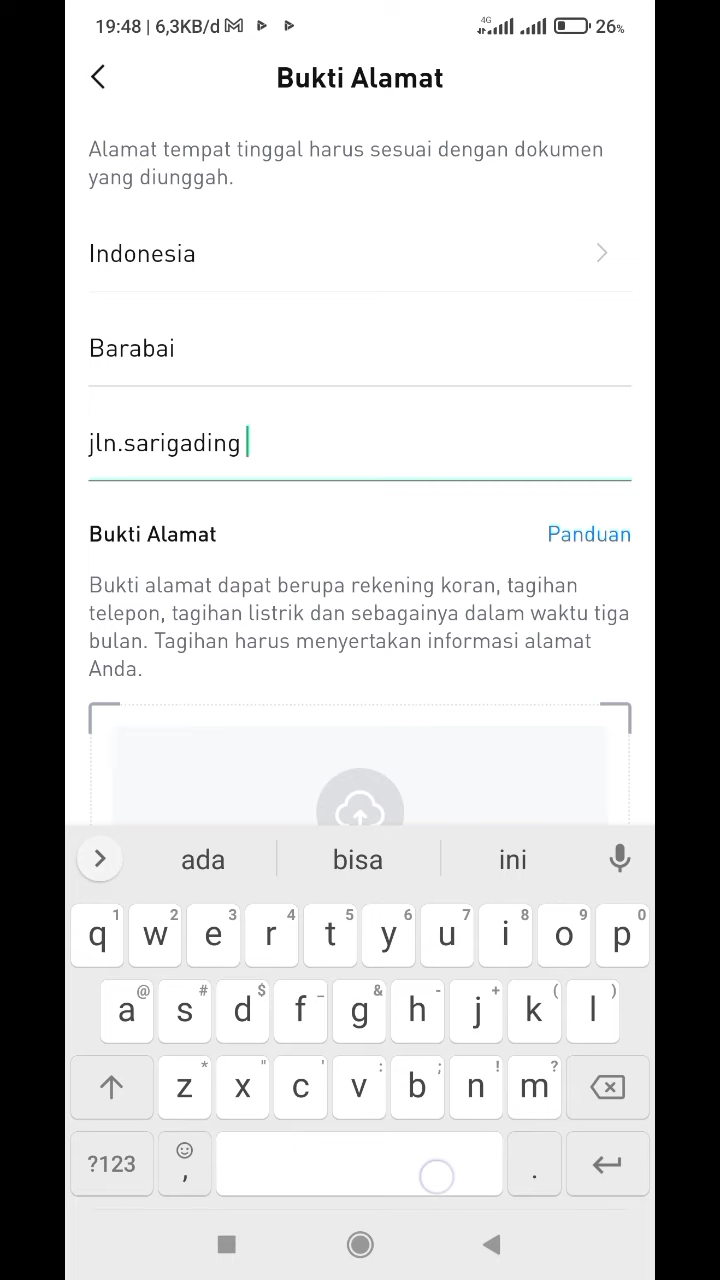 19:48 | 6,3KB/d
4G
26%
Bukti Alamat
Alamat tempat tinggal harus sesuai dengan dokumen
yang diunggah.
Indonesia
Barabai
jln.sarigading
Bukti Alamat Panduan
Bukti alamat dapat berupa rekening koran, tagihan
telepon, tagihan listrik dan sebagainya dalam waktu tiga
bulan. Tagihan harus menyertakan informasi alamat
Anda.
ada bisa ini
q1 w2 e3 r4 t5 y6 u7 i8 o9 p0
a@ s# d$ f_ g& h- j+ k( l)
z* x" c' v: b; n! m?
?123 , .